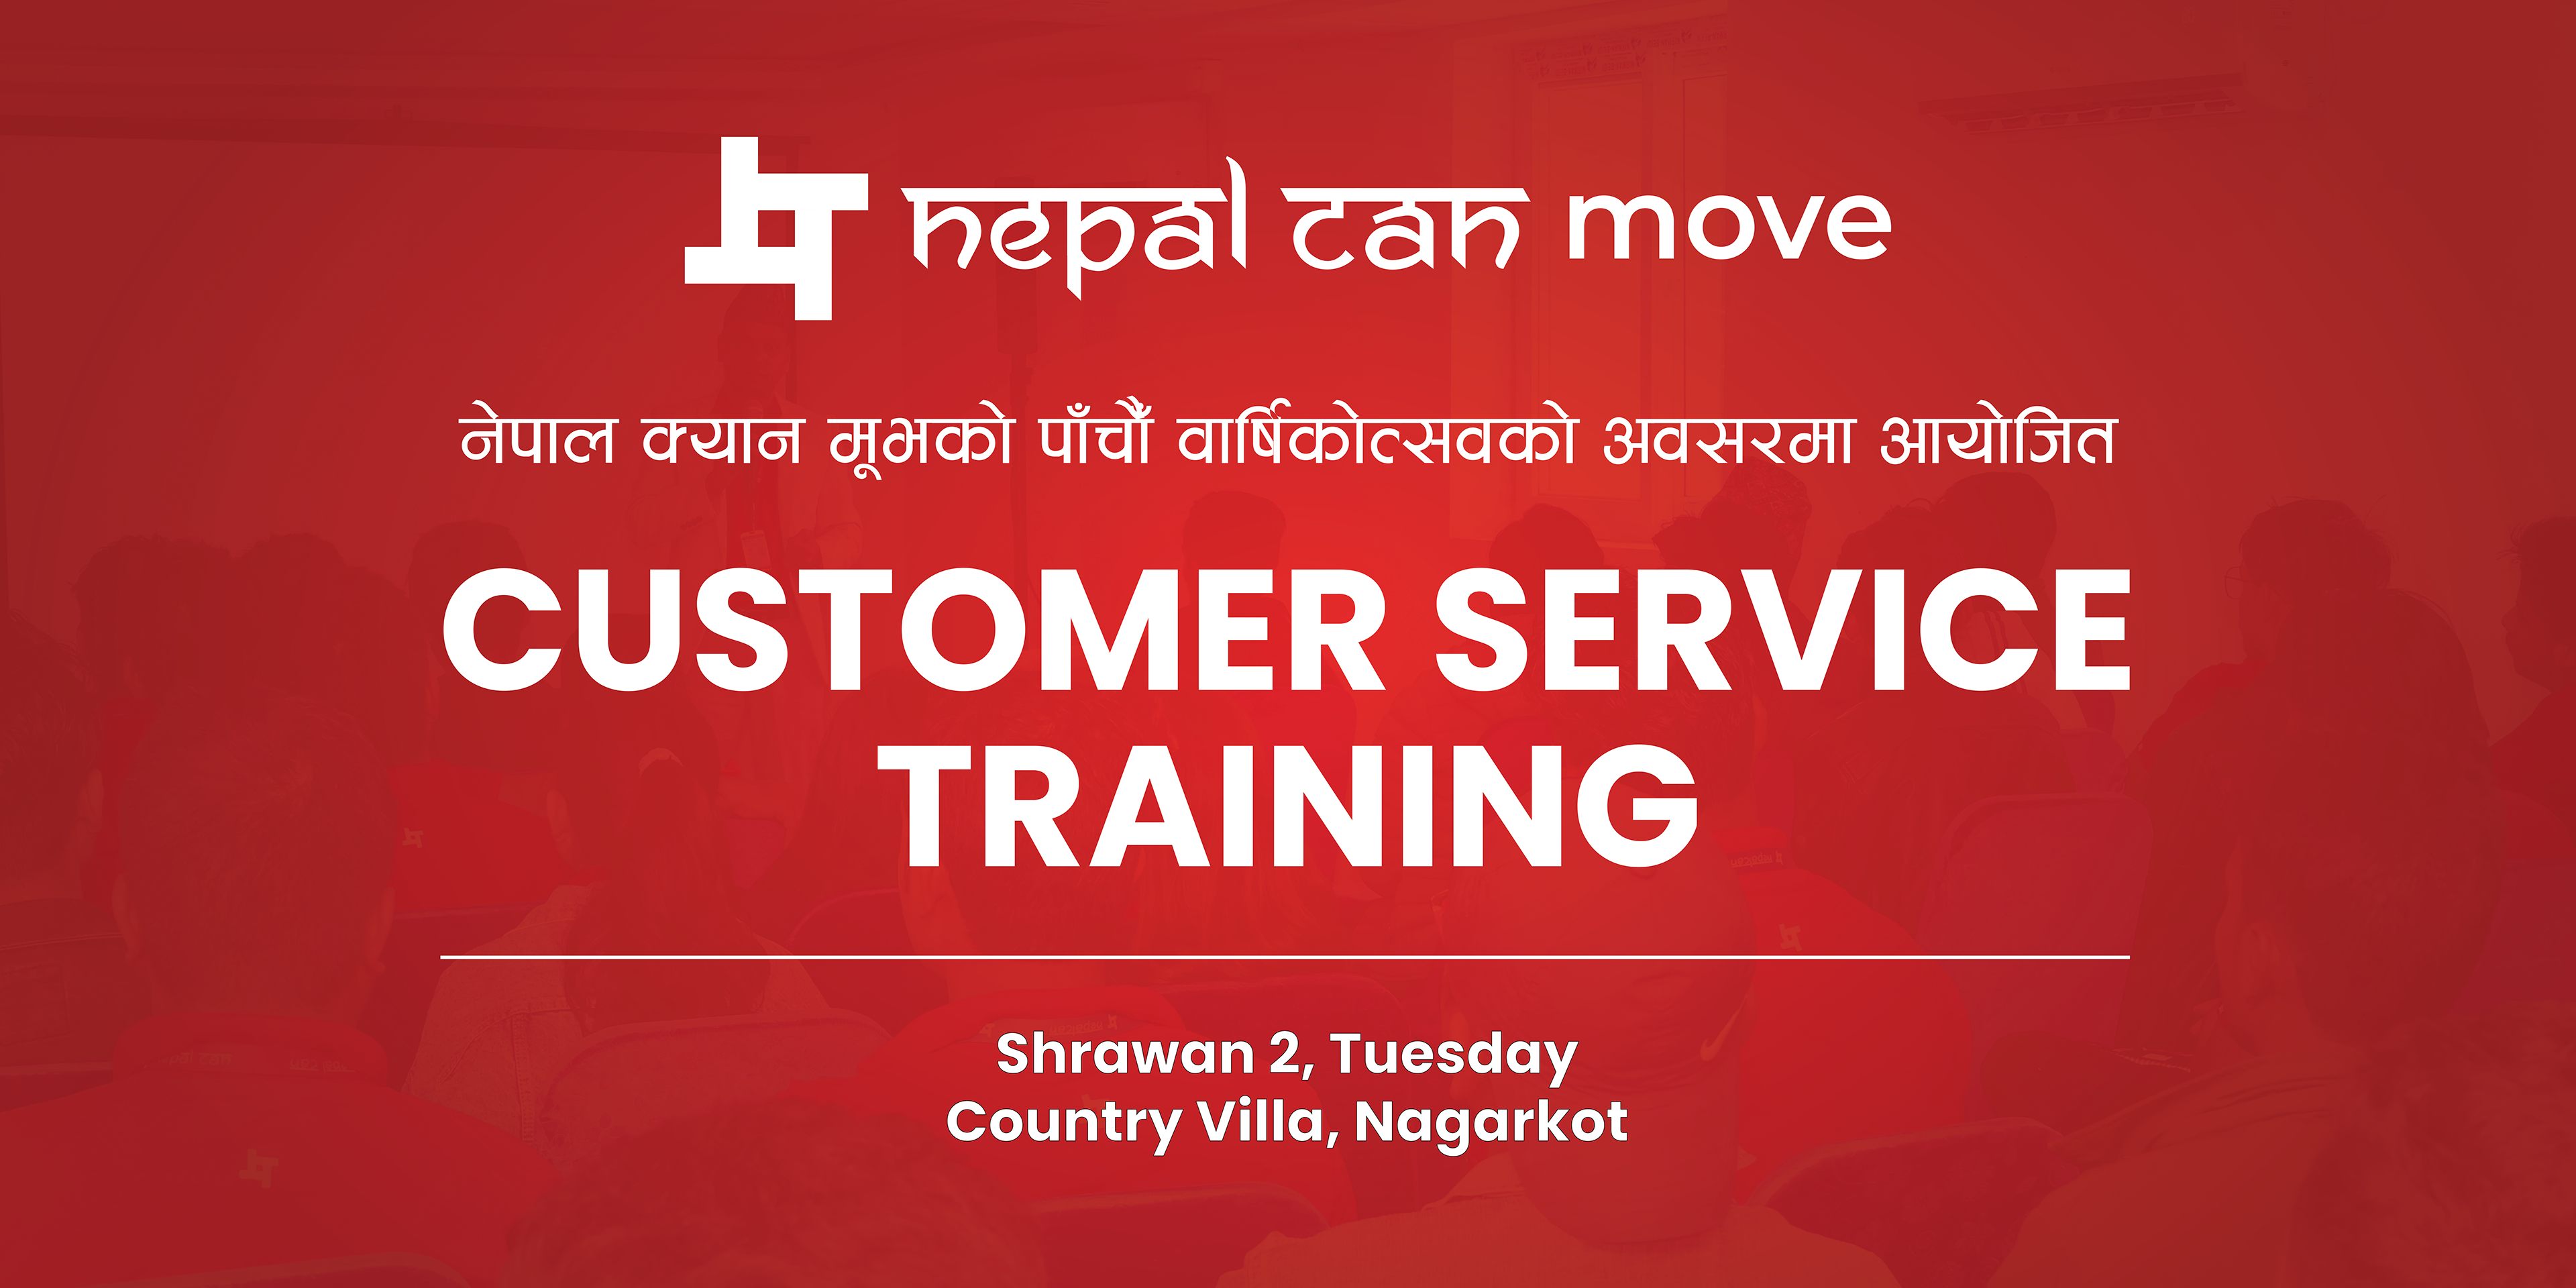 nepal can move
नेपाल क्यान मूभको पाँचौँ वार्षिकोत्सवको अवसरमा आयोजित
CUSTOMER SERVICE
TRAINING
Shrawan 2, Tuesday
Country Villa, Nagarkot